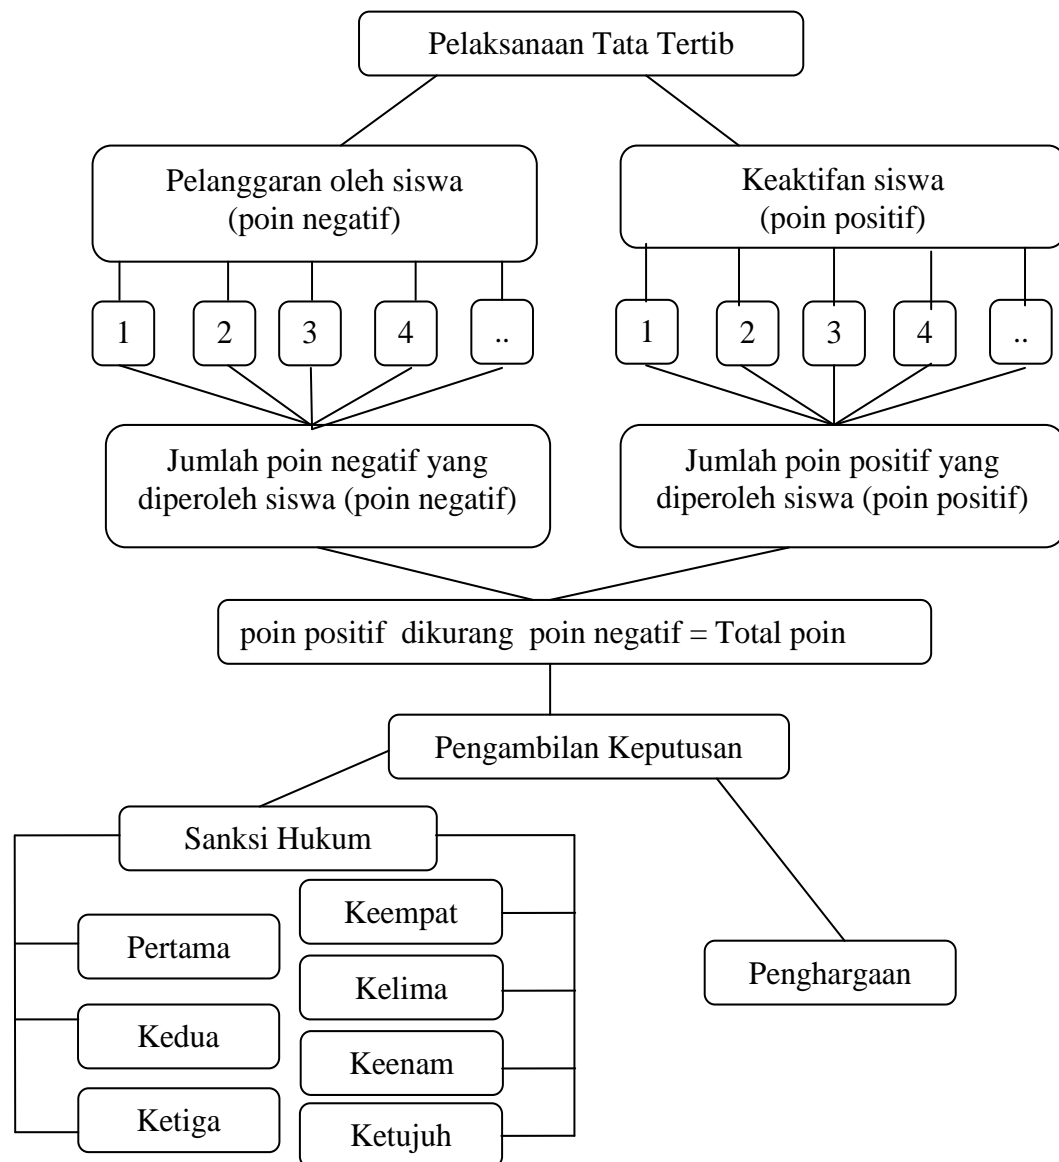 Pelaksanaan Tata Tertib
Pelanggaran oleh siswa
(poin negatif)
Keaktifan siswa
(poin positif)
1
2
3
4
..
1
2
3
4
..
Jumlah poin negatif yang
diperoleh siswa (poin negatif)
Jumlah poin positif yang
diperoleh siswa (poin positif)
poin positif dikurang poin negatif = Total poin
Pengambilan Keputusan
Sanksi Hukum
Pertama
Kedua
Ketiga
Keempat
Kelima
Keenam
Ketujuh
Penghargaan